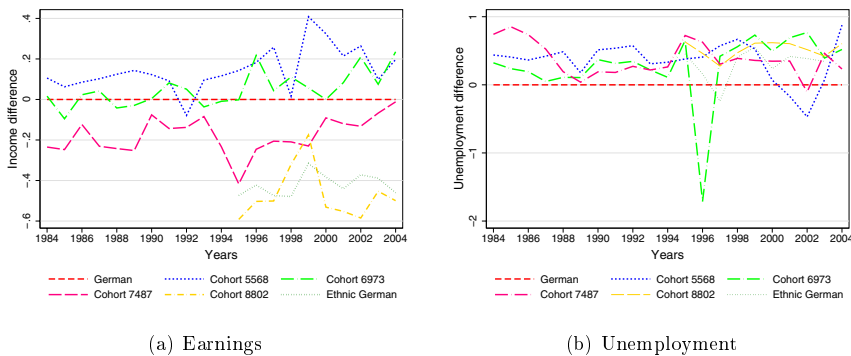 Income difference
.4
.2
0
-.2
-.4
-.6
1984 1986 1988 1990 1992 1994 1996 1998 2000 2002 2004
Years
German
Cohort 5568
Cohort 6973
Cohort 7487
Cohort 8802
Ethnic German
(a) Earnings
Unemployment difference
1
0
-1
-2
1984 1986 1988 1990 1992 1994 1996 1998 2000 2002 2004
Years
German
Cohort 5568
Cohort 6973
Cohort 7487
Cohort 8802
Ethnic German
(b) Unemployment